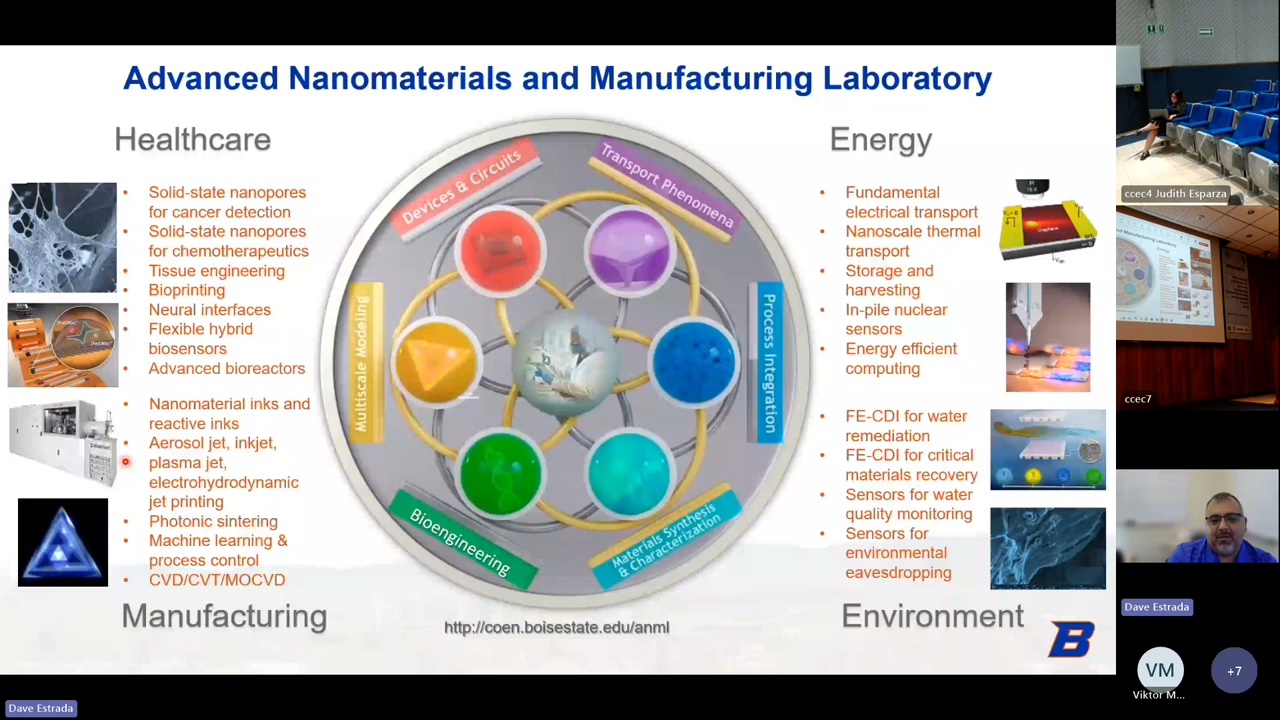 Advanced Nanomaterials and Manufacturing Laboratory
Healthcare
• Solid-state nanopores
for cancer detection
• Solid-state nanopores
for chemotherapeutics
• Tissue engineering
• Bioprinting
• Neural interfaces
• Flexible hybrid
biosensors
• Advanced bioreactors
• Nanomaterial inks and
reactive inks
• Aerosol jet, inkjet,
plasma jet,
electrohydrodynamic
jet printing
• Photonic sintering
• Machine learning &
process control
• CVD/CVT/MOCVD
Manufacturing
Devices & Circuits
Transport Phenomena
Multiscale Modeling
Process Integration
Bioengineering
Materials Synthesis
& Characterization
http://coen.boisestate.edu/anml
Energy
• Fundamental
electrical transport
• Nanoscale thermal
transport
• Storage and
harvesting
• In-pile nuclear
sensors
• Energy efficient
computing
• FE-CDI for water
remediation
• FE-CDI for critical
materials recovery
• Sensors for water
quality monitoring
• Sensors for
environmental
eavesdropping
Environment
B
ccec4 Judith Esparza
ccec7
Dave Estrada
VM
Viktor M...
+7
Dave Estrada